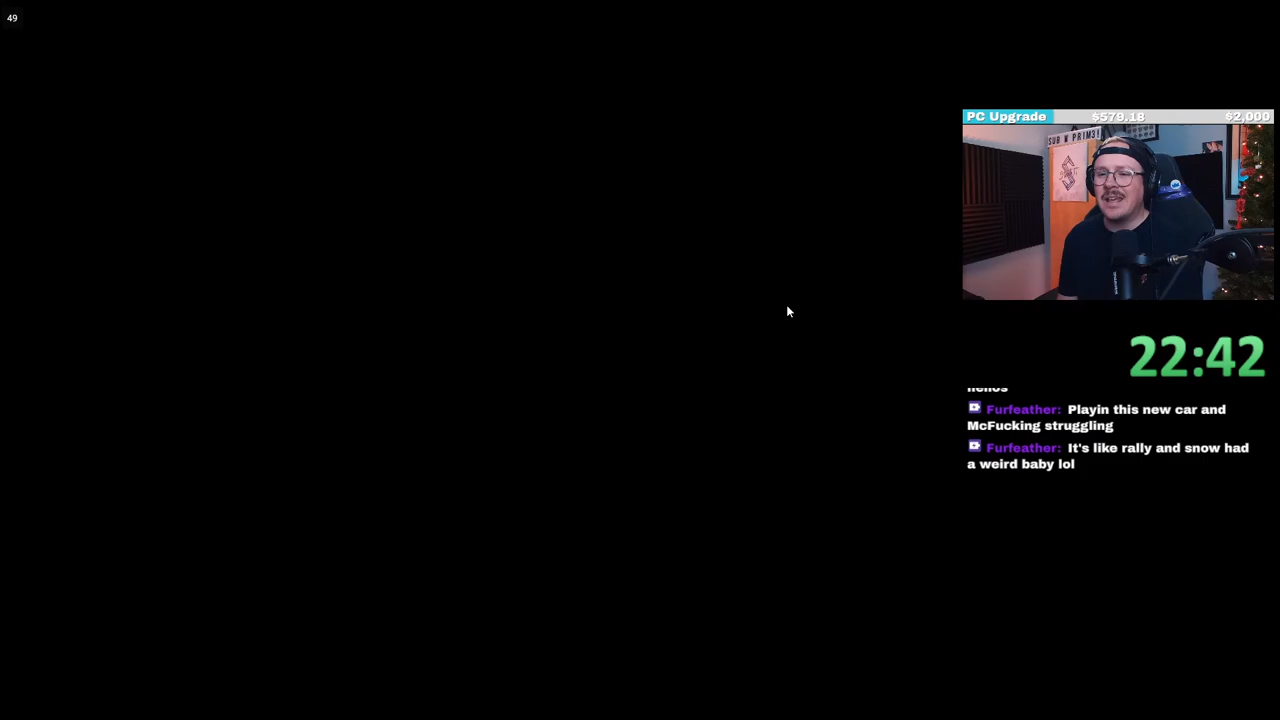 49
PC Upgrade $579.18 $2,000
SUB W PRIM3!
22:42
Furfeather: Playin this new car and
McFucking struggling
Furfeather: It's like rally and snow had
a weird baby lol